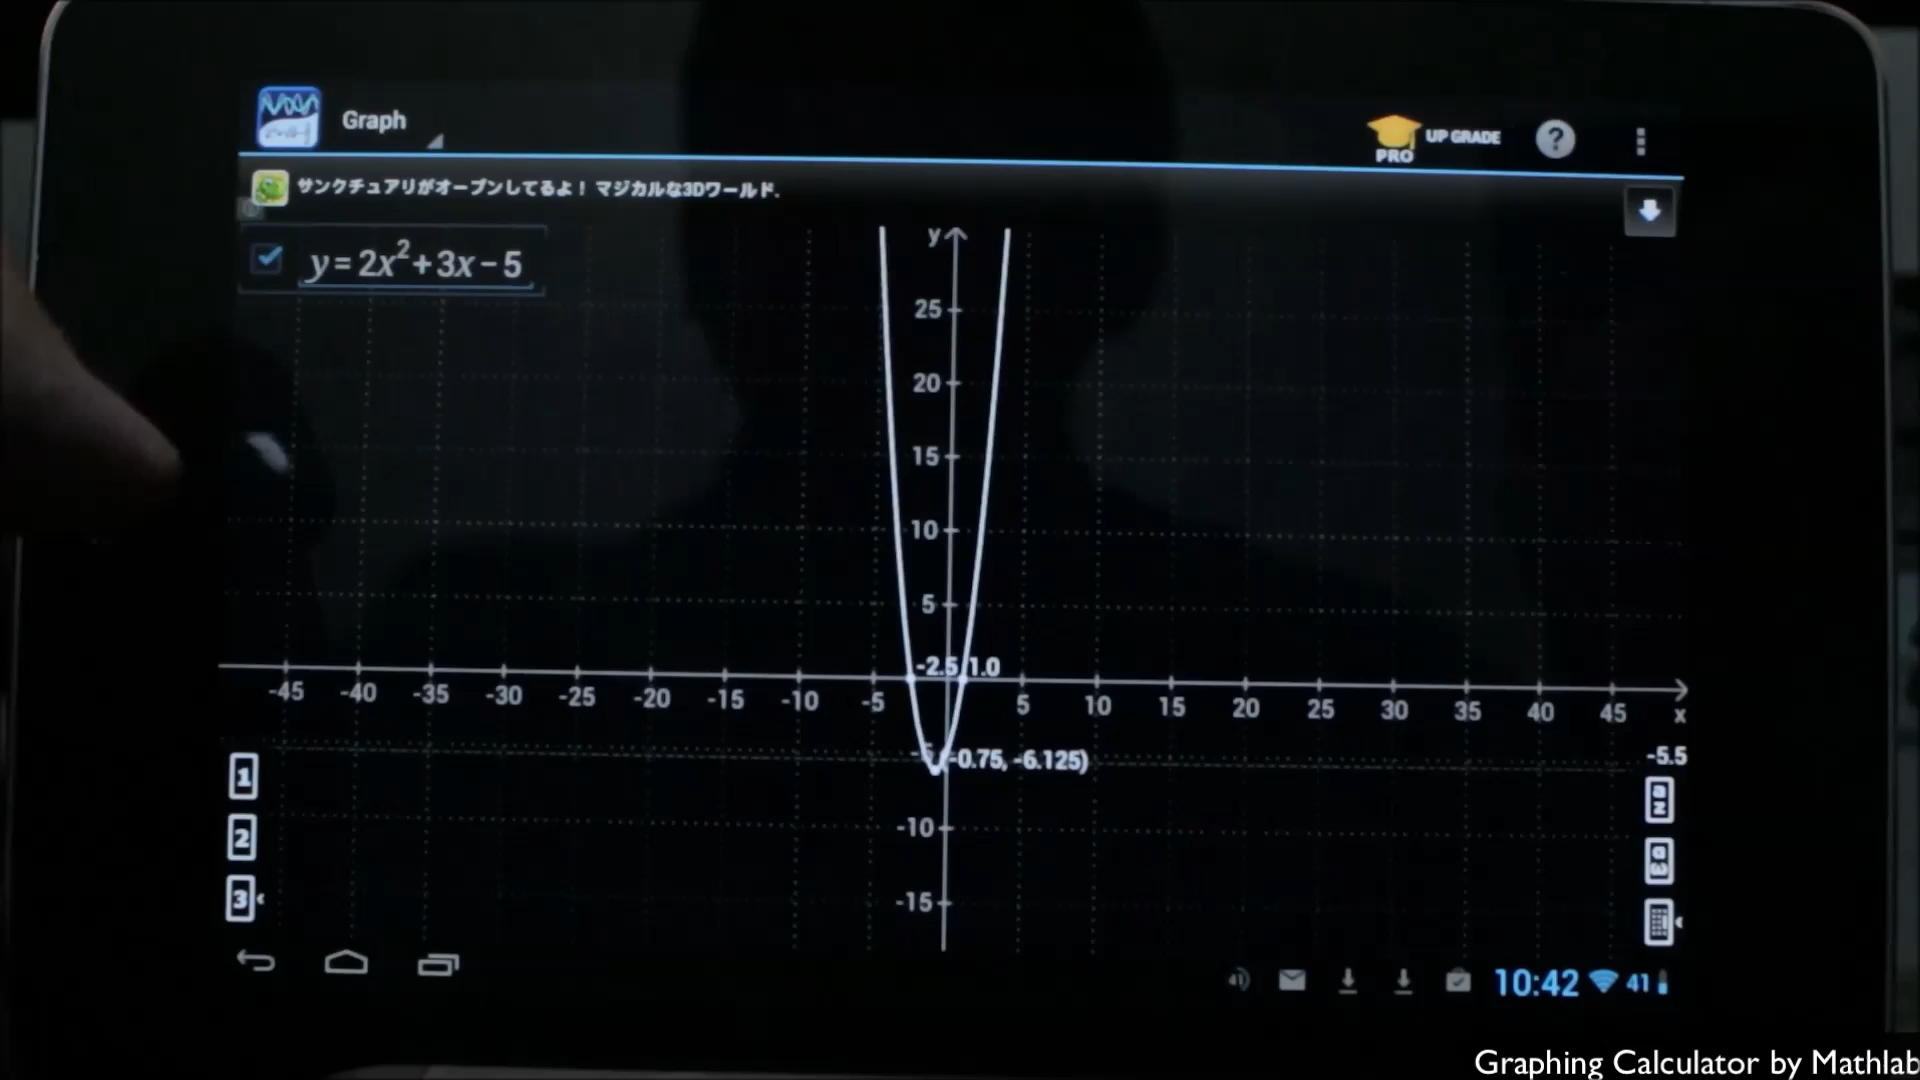 Graph
PRO
UP GRADE
?
サンクチュアリがオープンしてるよ！ マジカルな3Dワールド.
y=2x²+3x-5
y
25
20
15
10
5
-2.5 1.0
-45 -40 -35 -30 -25 -20 -15 -10 -5 5 10 15 20 25 30 35 40 45 x
-5 (-0.75, -6.125)
-5.5
1
2
3
az
αω
-10
-15
10:42 41
Graphing Calculator by Mathlab